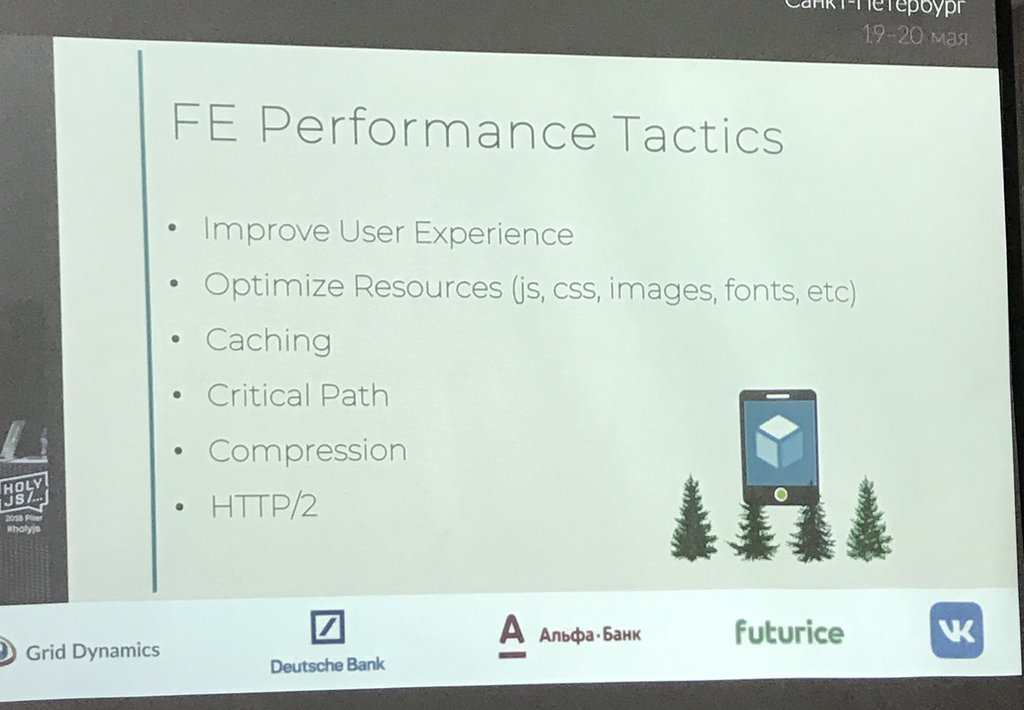 Санкт-Петербург
19-20 мая
FE Performance Tactics
• Improve User Experience
• Optimize Resources (js, css, images, fonts, etc)
• Caching
• Critical Path
• Compression
• HTTP/2
HOLY
JS/...
2018 Piter
#holyjs
Grid Dynamics
Deutsche Bank
А Альфа·Банк
futurice
VK